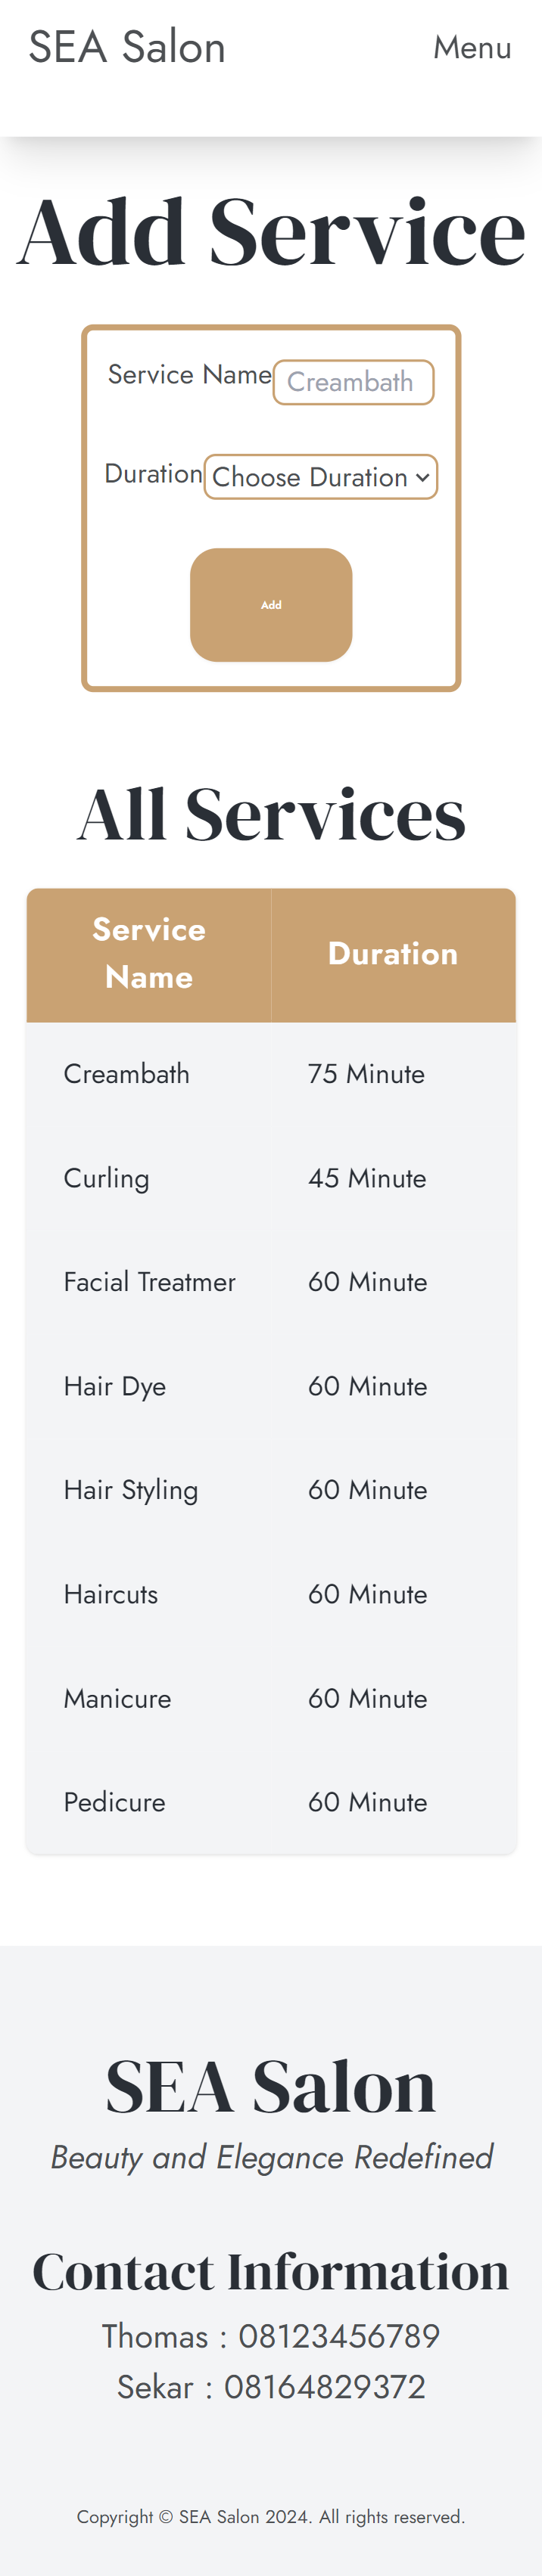 SEA Salon
Menu
Add Service
Service Name
Creambath
Duration
Choose Duration
Add
All Services
Service
Name
Duration
Creambath 75 Minute
Curling 45 Minute
Facial Treatmer 60 Minute
Hair Dye 60 Minute
Hair Styling 60 Minute
Haircuts 60 Minute
Manicure 60 Minute
Pedicure 60 Minute
SEA Salon
Beauty and Elegance Redefined
Contact Information
Thomas : 08123456789
Sekar : 08164829372
Copyright © SEA Salon 2024. All rights reserved.